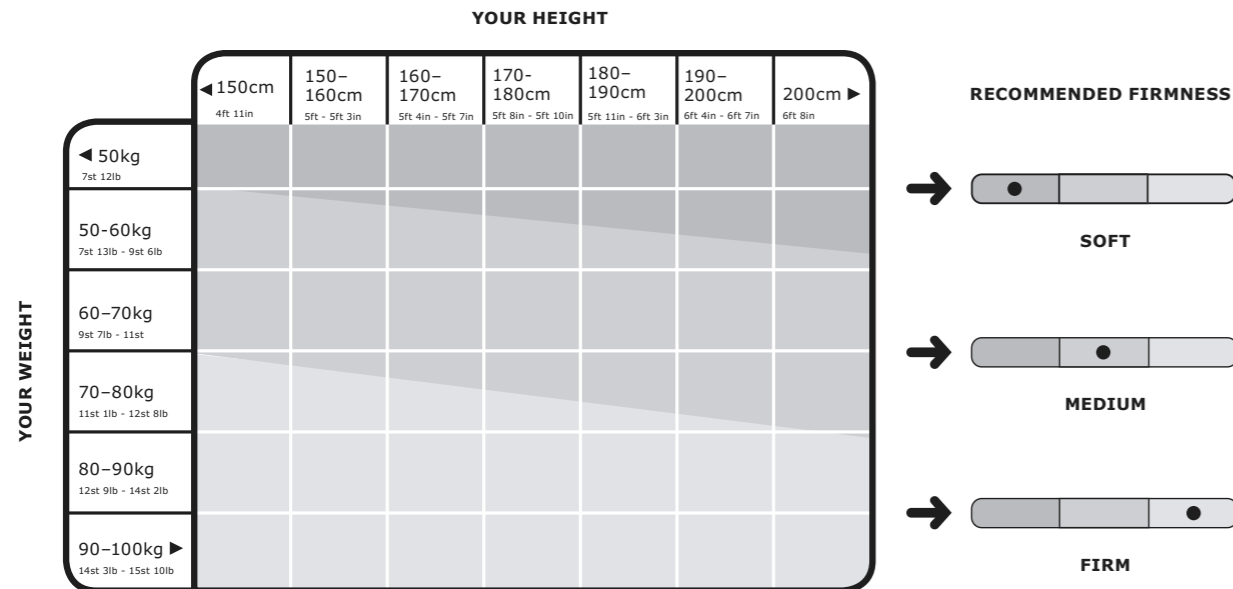 YOUR HEIGHT
◀ 150cm
4ft 11in
150–
160cm
5ft - 5ft 3in
160–
170cm
5ft 4in - 5ft 7in
170-
180cm
5ft 8in - 5ft 10in
180–
190cm
5ft 11in - 6ft 3in
190–
200cm
6ft 4in - 6ft 7in
200cm ▶
6ft 8in
RECOMMENDED FIRMNESS
YOUR WEIGHT
◀ 50kg
7st 12lb
50-60kg
7st 13lb - 9st 6lb
60–70kg
9st 7lb - 11st
70–80kg
11st 1lb - 12st 8lb
80–90kg
12st 9lb - 14st 2lb
90–100kg ▶
14st 3lb - 15st 10lb
SOFT
MEDIUM
FIRM